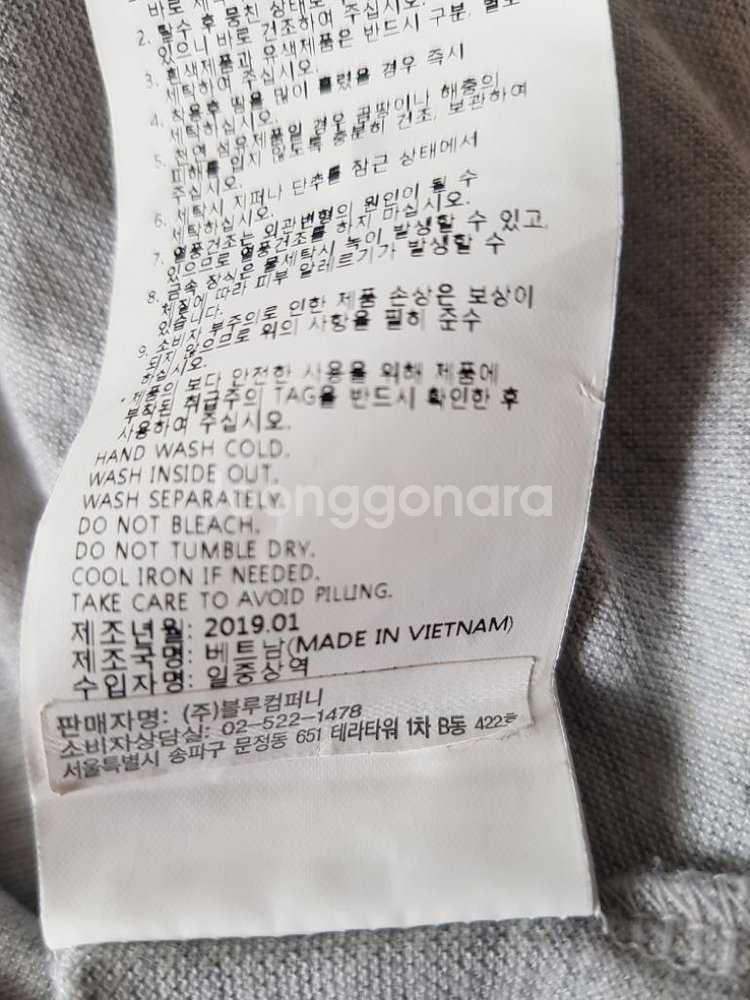 바로
2. 탈수 후 뭉친 상태로
있으니 바로 건조하여 주십시오.
3. 흰색제품과 유색제품은 반드시 구분, 별도
세탁하여 주십시오.
4. 착용후 땀을 많이 흘렸을 경우 즉시
세탁하십시오.
5. 천연 섬유제품일 경우 곰팡이나 해충의
피해를 입지 않도록 충분히 건조, 보관하여
주십시오.
6. 세탁시 지퍼나 단추를 잠근 상태에서
세탁하십시오.
7. 열풍건조는 외관변형의 원인이 될 수
있으므로 열풍건조를 하지 마십시오.
8. 금속 장식은 물세탁시 녹이 발생할 수 있고,
체질에 따라 피부 알레르기가 발생할 수
있습니다.
9. 소비자 부주의로 인한 제품 손상은 보상이
되지 않으므로 위의 사항을 필히 준수
하십시오.
* 제품의 보다 안전한 사용을 위해 제품에
부착된 취급주의 TAG을 반드시 확인한 후
사용하여 주십시오.
HAND WASH COLD.
WASH INSIDE OUT.
WASH SEPARATELY.
DO NOT BLEACH.
DO NOT TUMBLE DRY.
COOL IRON IF NEEDED.
TAKE CARE TO AVOID PILLING.
제조년월: 2019.01
제조국명: 베트남(MADE IN VIETNAM)
수입자명: 일중상역
판매자명: (주)블루컴퍼니
소비자상담실: 02-522-1478
서울특별시 송파구 문정동 651 테라타워 1차 B동 422호
joonggonara